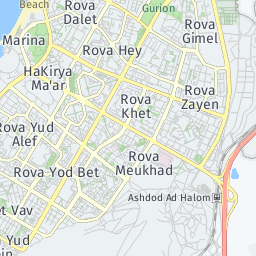 Beach
Rova
Dalet
Gurion
Rova
Gimel
Marina
Rova Hey
HaKirya
Ma'ar
Rova
Khet
Rova
Zayen
Rova Yud
Alef
Rova
Meukhad
Rova Yod Bet
Ashdod Ad Halom
et Vav
Yud
m